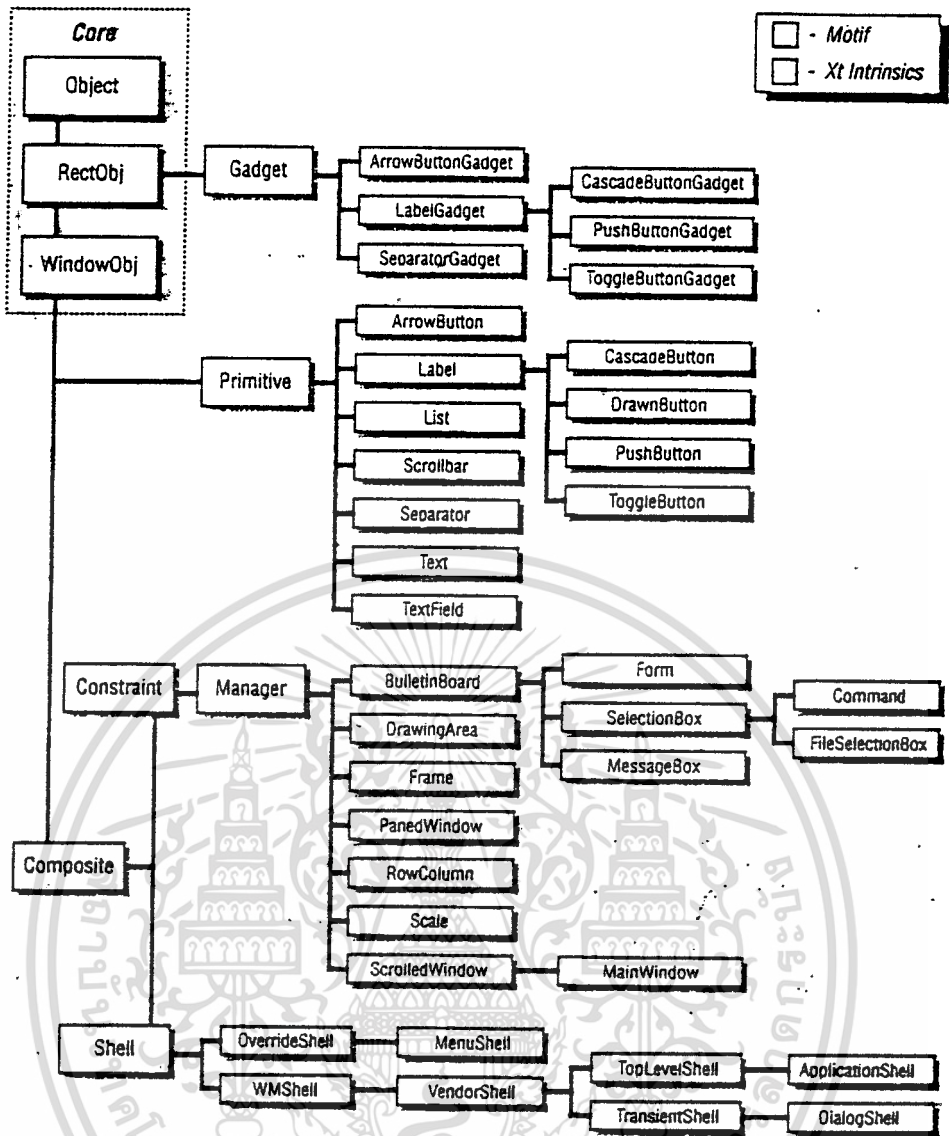 Core
Object
RectObj
WindowObj
- Motif
- Xt Intrinsics
Gadget
ArrowButtonGadget
LabelGadget
SeparatorGadget
CascadeButtonGadget
PushButtonGadget
ToggleButtonGadget
Primitive
ArrowButton
Label
List
Scrollbar
Separator
Text
TextField
CascadeButton
DrawnButton
PushButton
ToggleButton
Constraint
Manager
BulletinBoard
DrawingArea
Frame
PanedWindow
RowColumn
Scale
ScrolledWindow
Form
SelectionBox
MessageBox
Command
FileSelectionBox
MainWindow
Composite
Shell
OverrideShell
MenuShell
WMShell
VendorShell
TopLevelShell
ApplicationShell
TransientShell
DialogShell